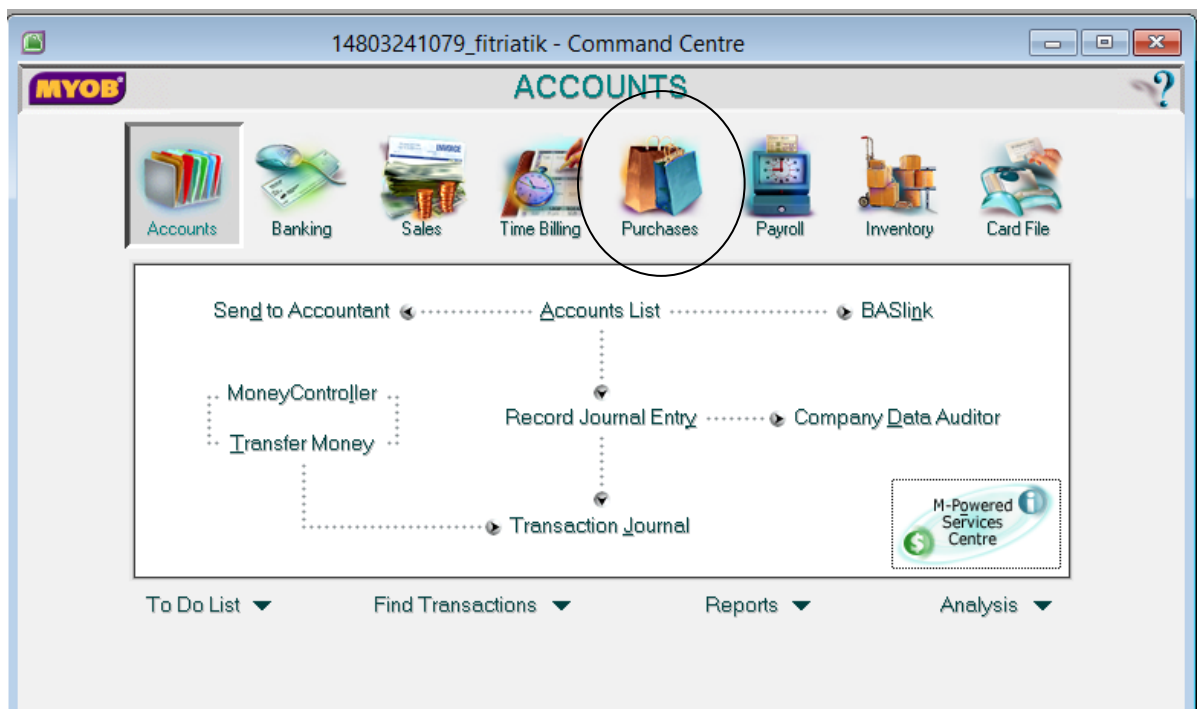 14803241079_fitriatik - Command Centre
MYOB
ACCOUNTS
?
INVOICE
Accounts Banking Sales Time Billing Purchases Payroll Inventory Card File
Send to Accountant Accounts List BASlink
MoneyController
Record Journal Entry Company Data Auditor
Transfer Money
M-Powered
Services
Centre
Transaction Journal
To Do List Find Transactions Reports Analysis